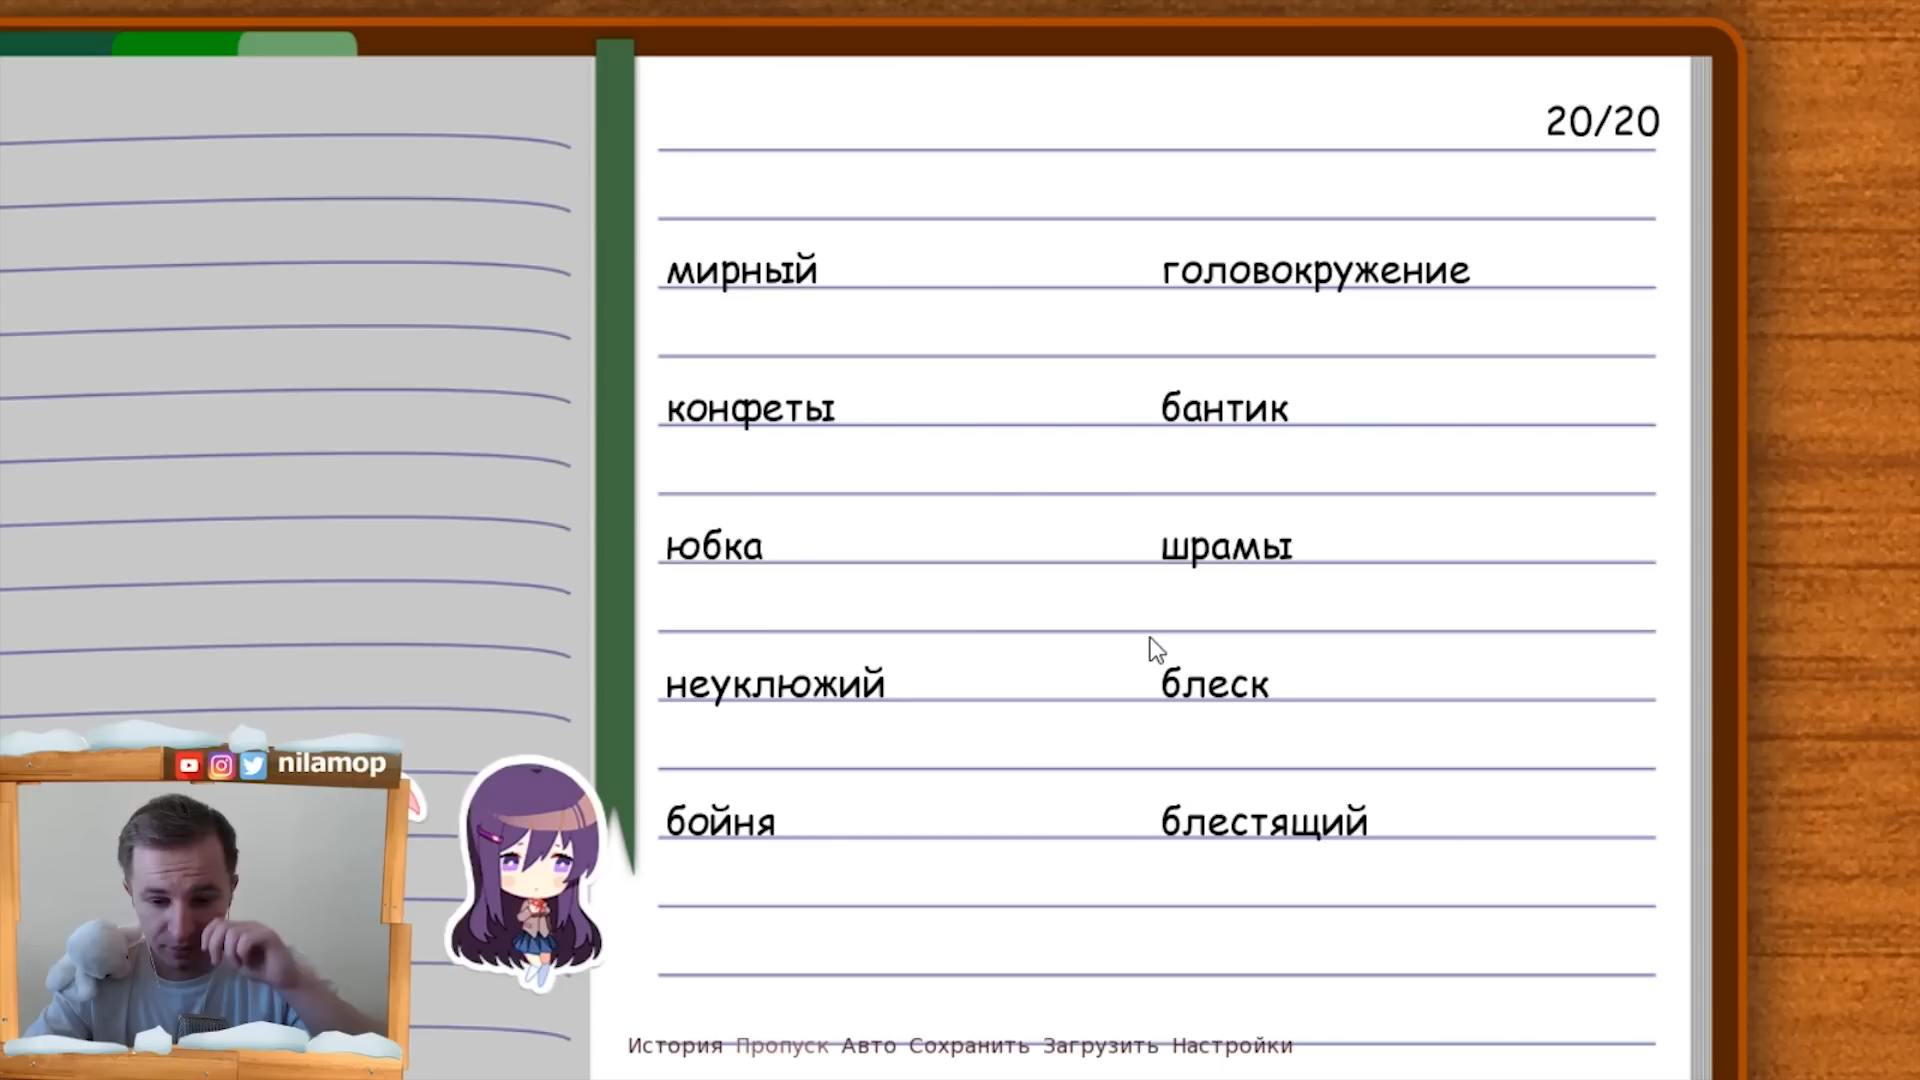 20/20
мирный головокружение
конфеты бантик
юбка шрамы
неуклюжий блеск
nilamop
бойня блестящий
История Пропуск Авто Сохранить Загрузить Настройки